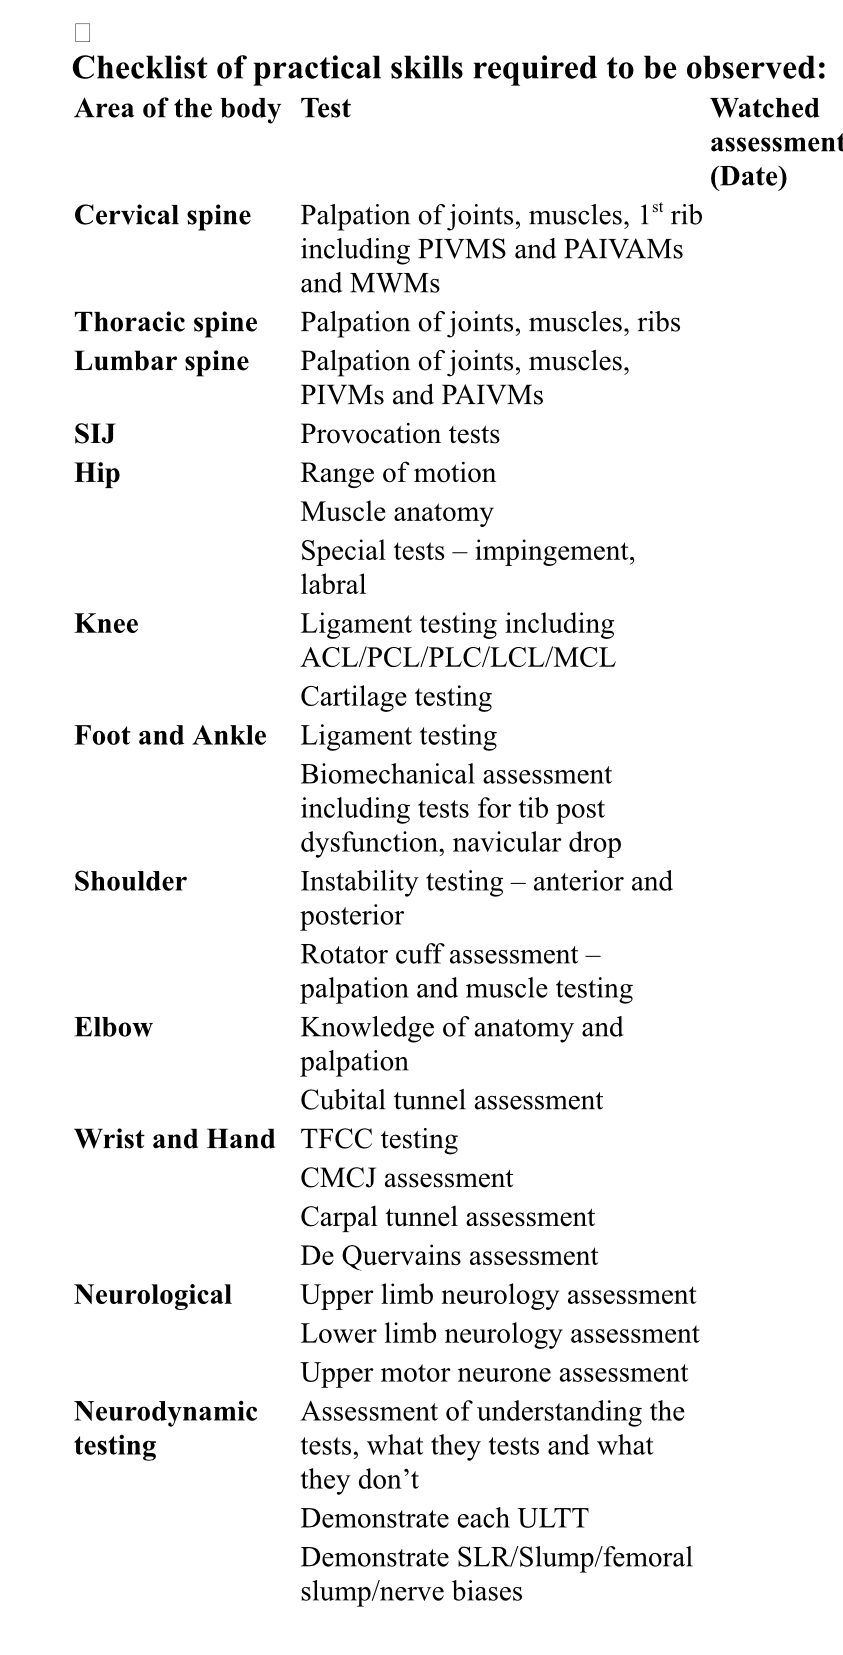 Checklist of practical skills required to be observed:
Area of the body Test Watched
assessment
(Date)
Cervical spine Palpation of joints, muscles, 1st rib
including PIVMS and PAIVAMs
and MWMs
Thoracic spine Palpation of joints, muscles, ribs
Lumbar spine Palpation of joints, muscles,
PIVMs and PAIVMs
SIJ Provocation tests
Hip Range of motion
Muscle anatomy
Special tests – impingement,
labral
Knee Ligament testing including
ACL/PCL/PLC/LCL/MCL
Cartilage testing
Foot and Ankle Ligament testing
Biomechanical assessment
including tests for tib post
dysfunction, navicular drop
Shoulder Instability testing – anterior and
posterior
Rotator cuff assessment –
palpation and muscle testing
Elbow Knowledge of anatomy and
palpation
Cubital tunnel assessment
Wrist and Hand TFCC testing
CMCJ assessment
Carpal tunnel assessment
De Quervains assessment
Neurological Upper limb neurology assessment
Lower limb neurology assessment
Upper motor neurone assessment
Neurodynamic Assessment of understanding the
testing tests, what they tests and what
they don’t
Demonstrate each ULTT
Demonstrate SLR/Slump/femoral
slump/nerve biases